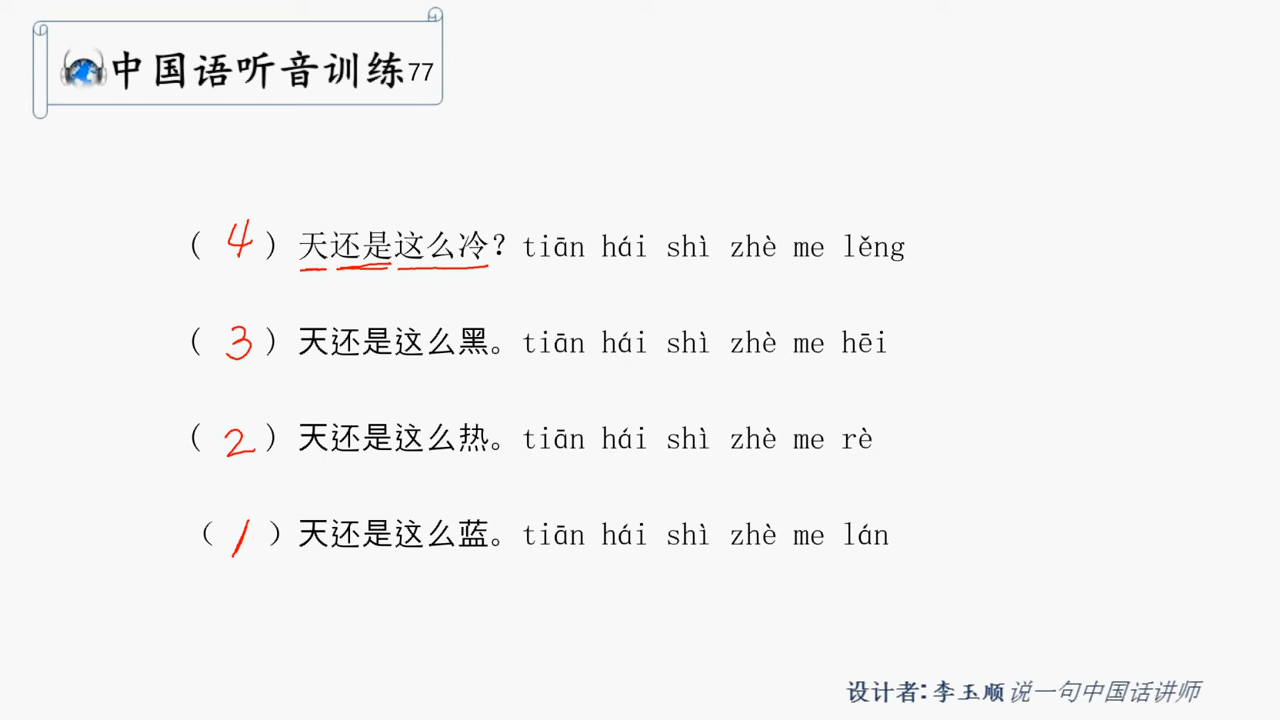 中国语听音训练77
( 4 ) 天还是这么冷？tiān hái shì zhè me lěng
( 3 ) 天还是这么黑。tiān hái shì zhè me hēi
( 2 ) 天还是这么热。tiān hái shì zhè me rè
( 1 ) 天还是这么蓝。tiān hái shì zhè me lán
设计者：李玉顺 说一句中国话讲师